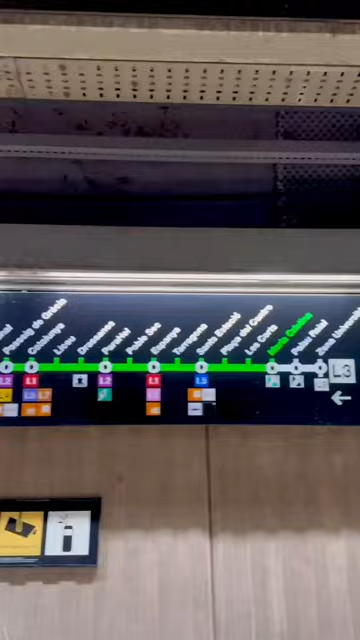 Passeig de Gràcia
Catalunya
Liceu
Drassanes
Paral·lel
Poble Sec
Espanya
Tarragona
Sants Estació
Plaça del Centre
Les Corts
Maria Cristina
Palau Reial
Zona Universitària
L3
L2
L1
L2
L1
L5
L6
L7